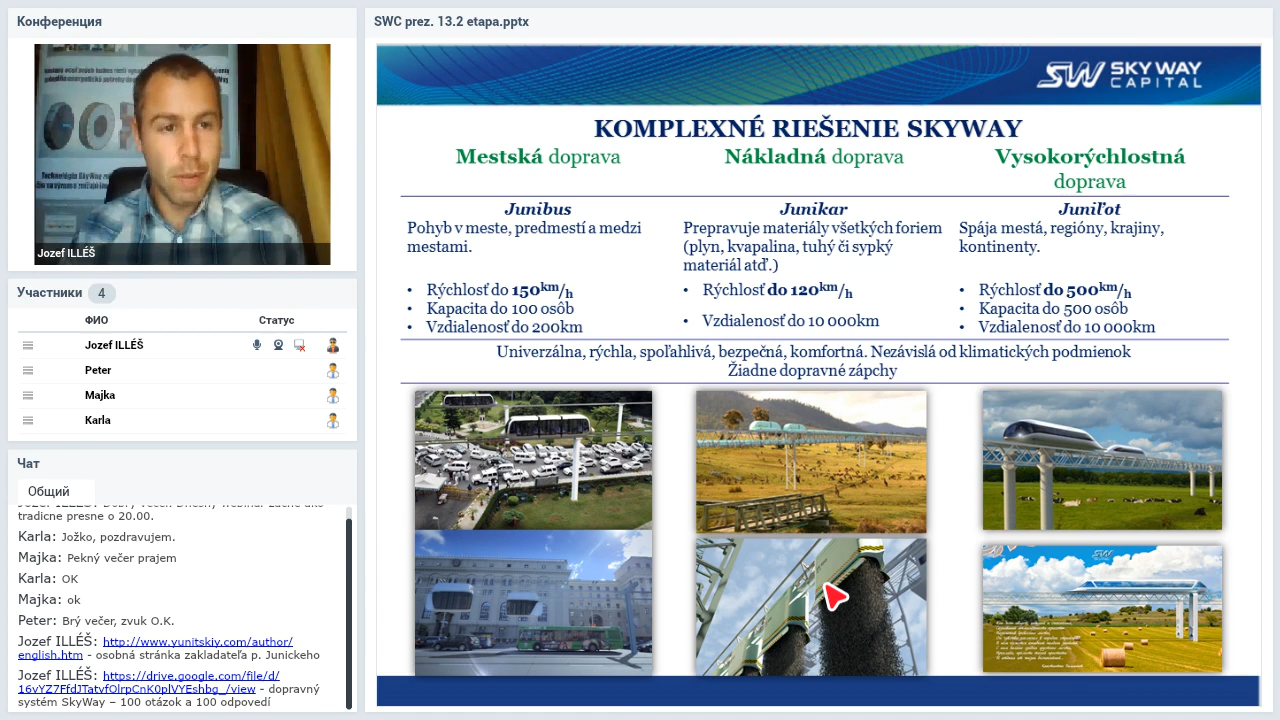 Конференция
Jozef ILLÉŠ
Участники 4
ФИО Статус
Jozef ILLÉŠ
Peter
Majka
Karla
Чат
Общий
tradicne presne o 20.00.
Karla: Jožko, pozdravujem.
Majka: Pekný večer prajem
Karla: OK
Majka: ok
Peter: Brý večer, zvuk O.K.
Jozef ILLÉŠ: http://www.yunitskiy.com/author/
english.htm - osobná stránka zakladateľa p. Junického
Jozef ILLÉŠ: https://drive.google.com/file/d/
16vYZ7FfdJTatvfOlrpCnK0plVYEshbg_/view - dopravný
systém SkyWay – 100 otázok a 100 odpovedí
SWC prez. 13.2 etapa.pptx
SW SKY WAY
CAPITAL
KOMPLEXNÉ RIEŠENIE SKYWAY
Mestská doprava
Nákladná doprava
Vysokorýchlostná
doprava
Junibus
Pohyb v meste, predmestí a medzi
mestami.
• Rýchlosť do 150km/h
• Kapacita do 100 osôb
• Vzdialenosť do 200km
Junikar
Prepravuje materiály všetkých foriem
(plyn, kvapalina, tuhý či sypký
materiál atď.)
• Rýchlosť do 120km/h
• Vzdialenosť do 10 000km
Juniľot
Spája mestá, regióny, krajiny,
kontinenty.
• Rýchlosť do 500km/h
• Kapacita do 500 osôb
• Vzdialenosť do 10 000km
Univerzálna, rýchla, spoľahlivá, bezpečná, komfortná. Nezávislá od klimatických podmienok
Žiadne dopravné zápchy